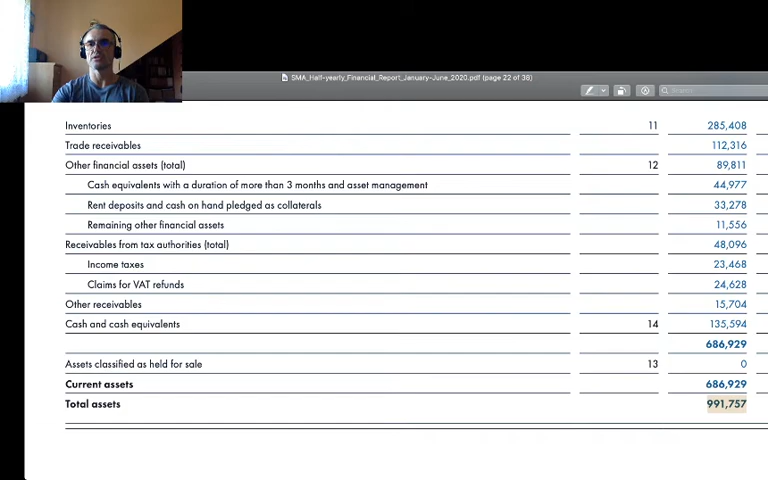 SMA_Half-yearly_Financial_Report_January-June_2020.pdf (page 22 of 36)
Search
Inventories 11 285,408
Trade receivables 112,316
Other financial assets (total) 12 89,811
Cash equivalents with a duration of more than 3 months and asset management 44,977
Rent deposits and cash on hand pledged as collaterals 33,278
Remaining other financial assets 11,556
Receivables from tax authorities (total) 48,096
Income taxes 23,468
Claims for VAT refunds 24,628
Other receivables 15,704
Cash and cash equivalents 14 135,594
686,929
Assets classified as held for sale 13 0
Current assets 686,929
Total assets 991,757